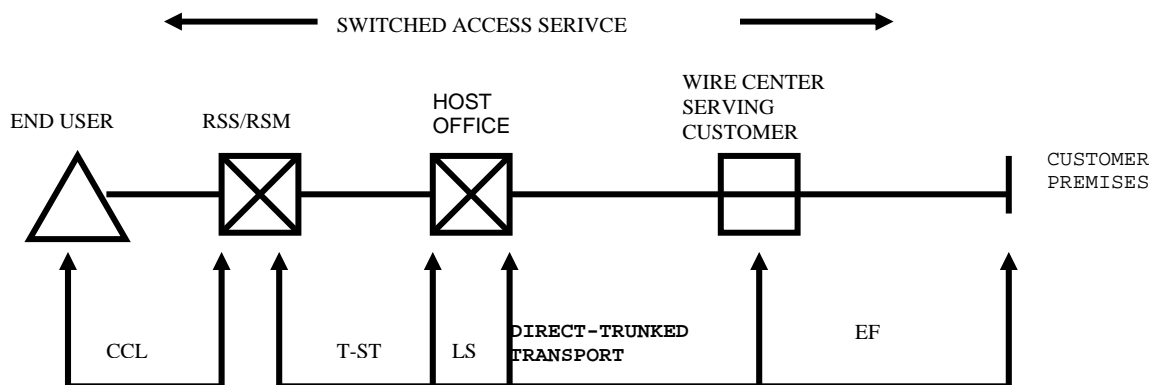 SWITCHED ACCESS SERIVCE
END USER
RSS/RSM
HOST
OFFICE
WIRE CENTER
SERVING
CUSTOMER
CUSTOMER
PREMISES
CCL
T-ST
LS
DIRECT-TRUNKED
TRANSPORT
EF